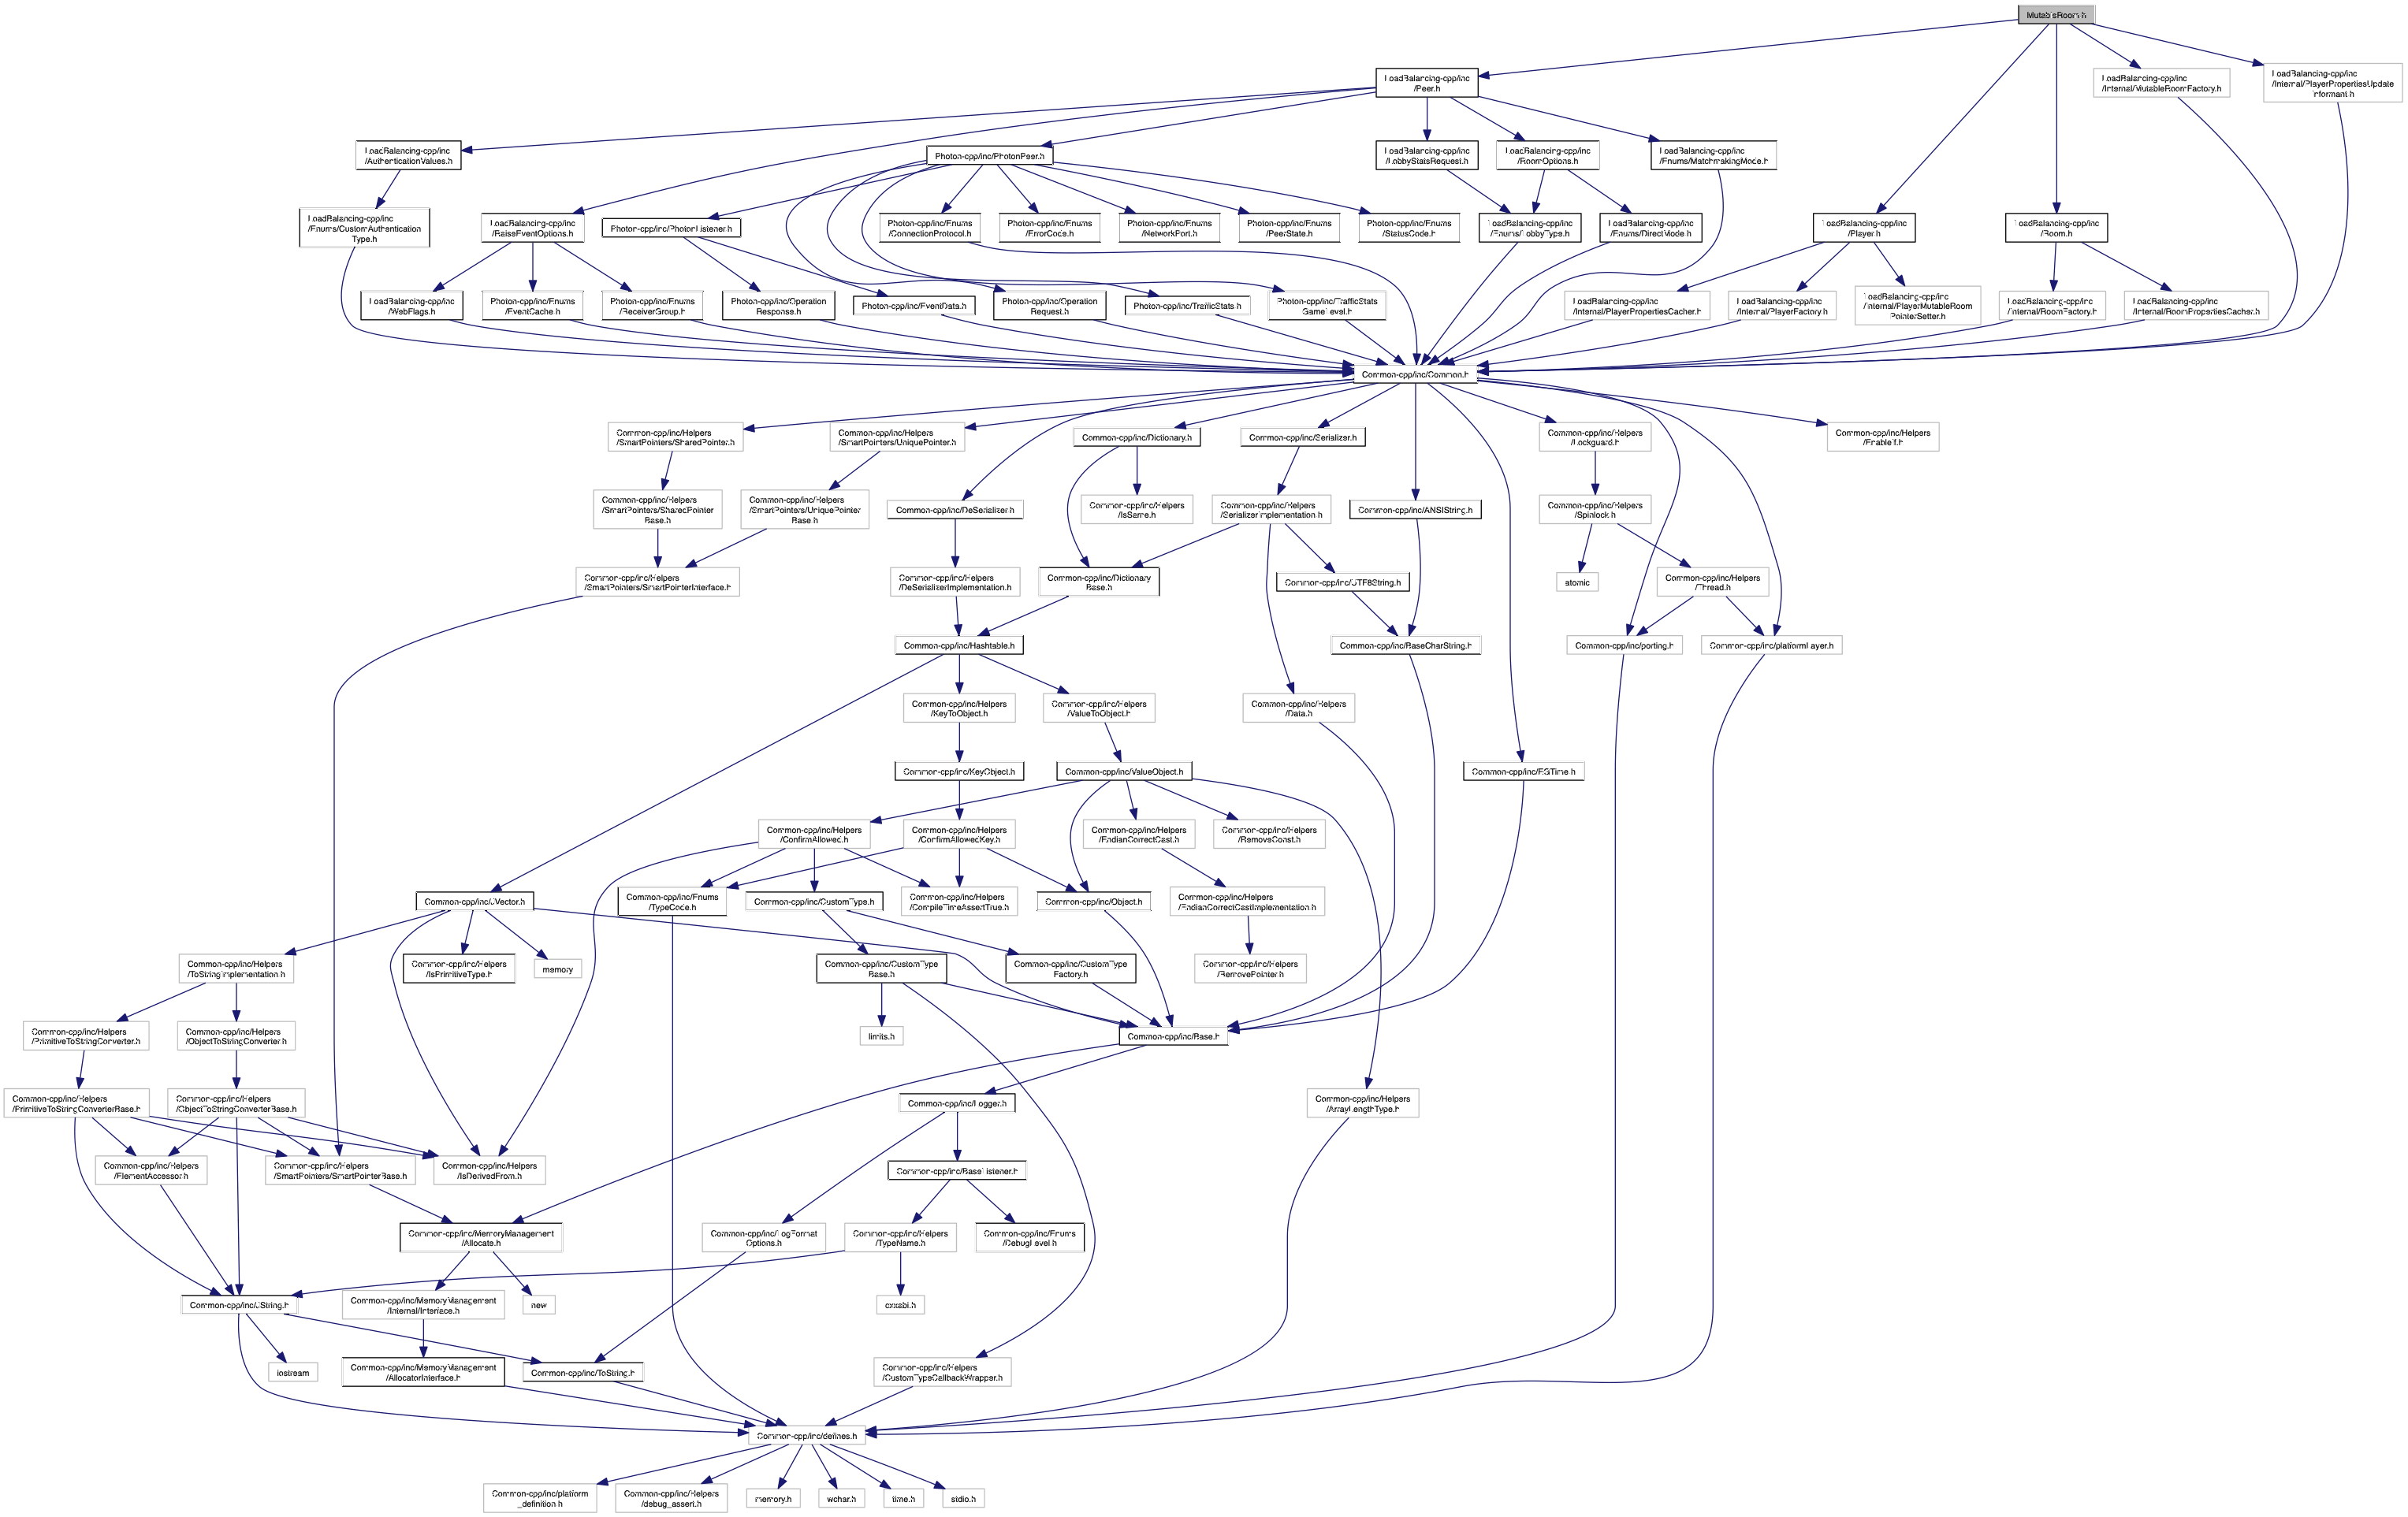 MutableRoom.h
LoadBalancing-cpp/inc
/Peer.h
LoadBalancing-cpp/inc
/Internal/MutableRoomFactory.h
LoadBalancing-cpp/inc
/Internal/PlayerPropertiesUpdate
Informant.h
LoadBalancing-cpp/inc
/AuthenticationValues.h
Photon-cpp/inc/PhotonPeer.h
LoadBalancing-cpp/inc
/LobbyStatsRequest.h
LoadBalancing-cpp/inc
/RoomOptions.h
LoadBalancing-cpp/inc
/Enums/MatchmakingMode.h
LoadBalancing-cpp/inc
/Enums/CustomAuthentication
Type.h
LoadBalancing-cpp/inc
/RaiseEventOptions.h
Photon-cpp/inc/PhotonListener.h
Photon-cpp/inc/Enums
/ConnectionProtocol.h
Photon-cpp/inc/Enums
/ErrorCode.h
Photon-cpp/inc/Enums
/NetworkPort.h
Photon-cpp/inc/Enums
/PeerState.h
Photon-cpp/inc/Enums
/StatusCode.h
LoadBalancing-cpp/inc
/Enums/LobbyType.h
LoadBalancing-cpp/inc
/Enums/DirectMode.h
LoadBalancing-cpp/inc
/Player.h
LoadBalancing-cpp/inc
/Room.h
LoadBalancing-cpp/inc
/WebFlags.h
Photon-cpp/inc/Enums
/EventCache.h
Photon-cpp/inc/Enums
/ReceiverGroup.h
Photon-cpp/inc/Operation
Response.h
Photon-cpp/inc/EventData.h
Photon-cpp/inc/Operation
Request.h
Photon-cpp/inc/TrafficStats.h
Photon-cpp/inc/TrafficStats
GameLevel.h
LoadBalancing-cpp/inc
/Internal/PlayerPropertiesCacher.h
LoadBalancing-cpp/inc
/Internal/PlayerFactory.h
LoadBalancing-cpp/inc
/Internal/PlayerMutableRoom
PointerSetter.h
LoadBalancing-cpp/inc
/Internal/RoomFactory.h
LoadBalancing-cpp/inc
/Internal/RoomPropertiesCacher.h
Common-cpp/inc/Common.h
Common-cpp/inc/Helpers
/SmartPointers/SharedPointer.h
Common-cpp/inc/Helpers
/SmartPointers/UniquePointer.h
Common-cpp/inc/Dictionary.h
Common-cpp/inc/Serializer.h
Common-cpp/inc/Helpers
/Lockguard.h
Common-cpp/inc/Helpers
/EnableIf.h
Common-cpp/inc/Helpers
/SmartPointers/SharedPointer
Base.h
Common-cpp/inc/Helpers
/SmartPointers/UniquePointer
Base.h
Common-cpp/inc/DeSerializer.h
Common-cpp/inc/Helpers
/IsSame.h
Common-cpp/inc/Helpers
/SerializerImplementation.h
Common-cpp/inc/ANSIString.h
Common-cpp/inc/Helpers
/Spinlock.h
Common-cpp/inc/Helpers
/SmartPointers/SmartPointerInterface.h
Common-cpp/inc/Helpers
/DeSerializerImplementation.h
Common-cpp/inc/Dictionary
Base.h
Common-cpp/inc/UTF8String.h
atomic
Common-cpp/inc/Helpers
/Thread.h
Common-cpp/inc/Hashtable.h
Common-cpp/inc/BaseCharString.h
Common-cpp/inc/porting.h
Common-cpp/inc/platformLayer.h
Common-cpp/inc/Helpers
/KeyToObject.h
Common-cpp/inc/Helpers
/ValueToObject.h
Common-cpp/inc/Helpers
/Data.h
Common-cpp/inc/KeyObject.h
Common-cpp/inc/ValueObject.h
Common-cpp/inc/EGTime.h
Common-cpp/inc/Helpers
/ConfirmAllowed.h
Common-cpp/inc/Helpers
/ConfirmAllowedKey.h
Common-cpp/inc/Helpers
/EndianCorrectCast.h
Common-cpp/inc/Helpers
/RemoveConst.h
Common-cpp/inc/JVector.h
Common-cpp/inc/Enums
/TypeCode.h
Common-cpp/inc/CustomType.h
Common-cpp/inc/Helpers
/CompileTimeAssertTrue.h
Common-cpp/inc/Object.h
Common-cpp/inc/Helpers
/EndianCorrectCastImplementation.h
Common-cpp/inc/Helpers
/ToStringImplementation.h
Common-cpp/inc/Helpers
/IsPrimitiveType.h
memory
Common-cpp/inc/CustomType
Base.h
Common-cpp/inc/CustomType
Factory.h
Common-cpp/inc/Helpers
/RemovePointer.h
Common-cpp/inc/Helpers
/PrimitiveToStringConverter.h
Common-cpp/inc/Helpers
/ObjectToStringConverter.h
limits.h
Common-cpp/inc/Base.h
Common-cpp/inc/Helpers
/PrimitiveToStringConverterBase.h
Common-cpp/inc/Helpers
/ObjectToStringConverterBase.h
Common-cpp/inc/Logger.h
Common-cpp/inc/Helpers
/ArrayLengthType.h
Common-cpp/inc/Helpers
/ElementAccessor.h
Common-cpp/inc/Helpers
/SmartPointers/SmartPointerBase.h
Common-cpp/inc/Helpers
/IsDerivedFrom.h
Common-cpp/inc/BaseListener.h
Common-cpp/inc/MemoryManagement
/Allocate.h
Common-cpp/inc/LogFormat
Options.h
Common-cpp/inc/Helpers
/TypeName.h
Common-cpp/inc/Enums
/DebugLevel.h
Common-cpp/inc/JString.h
Common-cpp/inc/MemoryManagement
/Internal/Interface.h
new
cxxabi.h
iostream
Common-cpp/inc/MemoryManagement
/AllocatorInterface.h
Common-cpp/inc/ToString.h
Common-cpp/inc/Helpers
/CustomTypeCallbackWrapper.h
Common-cpp/inc/defines.h
Common-cpp/inc/platform
_definition.h
Common-cpp/inc/Helpers
/debug_assert.h
memory.h
wchar.h
time.h
stdio.h